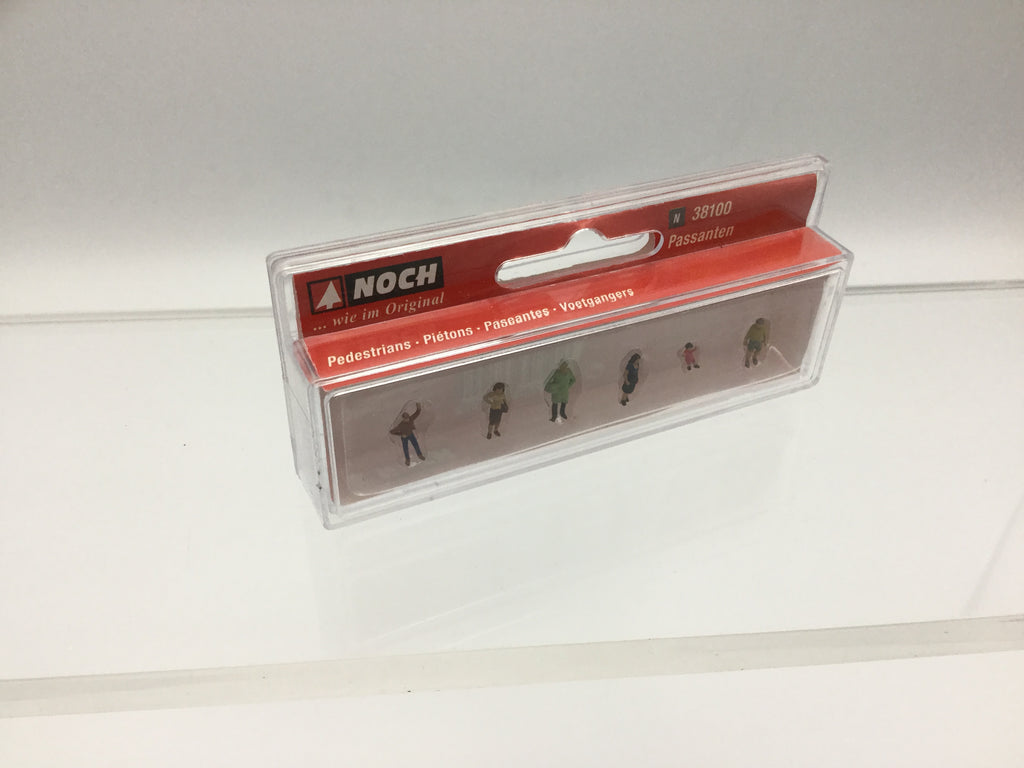 NOCH
... wie im Original
N 38100
Passanten
Pedestrians · Piétons · Paseantes · Voetgangers